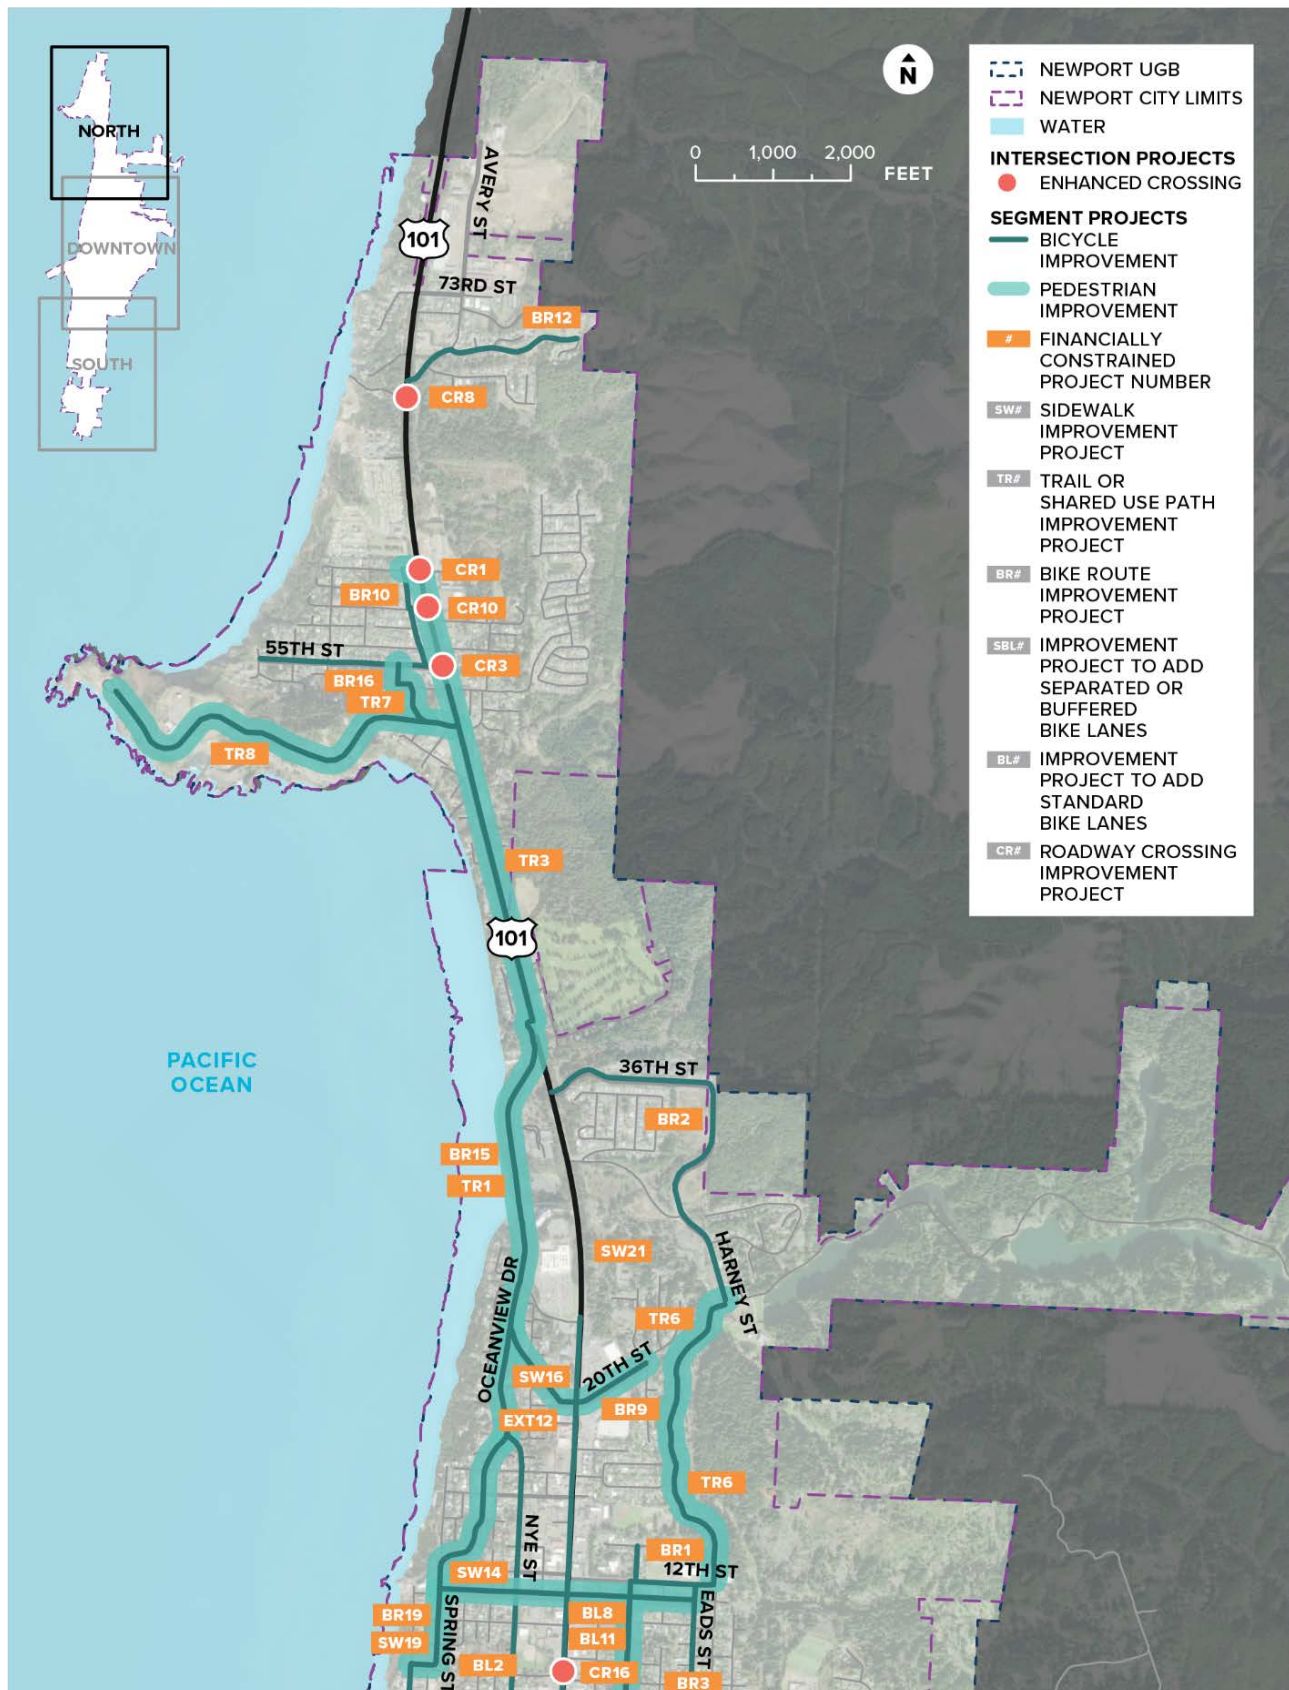 NORTH
DOWNTOWN
SOUTH
N
0 1,000 2,000
FEET
NEWPORT UGB
NEWPORT CITY LIMITS
WATER
INTERSECTION PROJECTS
ENHANCED CROSSING
SEGMENT PROJECTS
BICYCLE
IMPROVEMENT
PEDESTRIAN
IMPROVEMENT
# FINANCIALLY
CONSTRAINED
PROJECT NUMBER
SW# SIDEWALK
IMPROVEMENT
PROJECT
TR# TRAIL OR
SHARED USE PATH
IMPROVEMENT
PROJECT
BR# BIKE ROUTE
IMPROVEMENT
PROJECT
SBL# IMPROVEMENT
PROJECT TO ADD
SEPARATED OR
BUFFERED
BIKE LANES
BL# IMPROVEMENT
PROJECT TO ADD
STANDARD
BIKE LANES
CR# ROADWAY CROSSING
IMPROVEMENT
PROJECT
AVERY ST
101
73RD ST
BR12
CR8
CR1
BR10
CR10
55TH ST
CR3
BR16
TR7
TR8
TR3
101
PACIFIC
OCEAN
36TH ST
BR2
BR15
TR1
HARNEY ST
SW21
OCEANVIEW DR
TR6
20TH ST
SW16
BR9
EXT12
TR6
NYE ST
BR1
12TH ST
SW14
SPRING ST
EADS ST
BR19
BL8
SW19
BL11
BL2
CR16
BR3